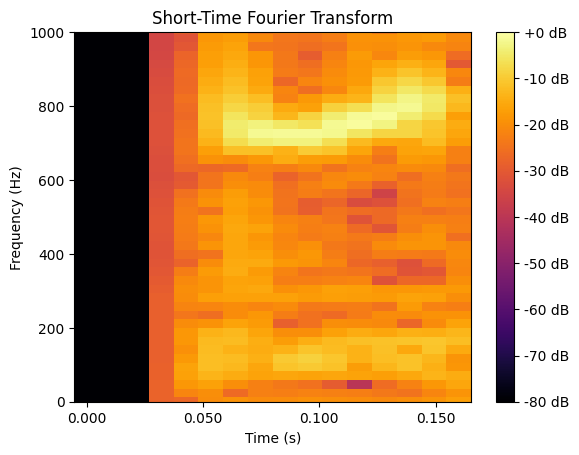 Short-Time Fourier Transform
1000
800
600
400
200
0
Frequency (Hz)
0.000
0.050
0.100
0.150
Time (s)
+0 dB
-10 dB
-20 dB
-30 dB
-40 dB
-50 dB
-60 dB
-70 dB
-80 dB